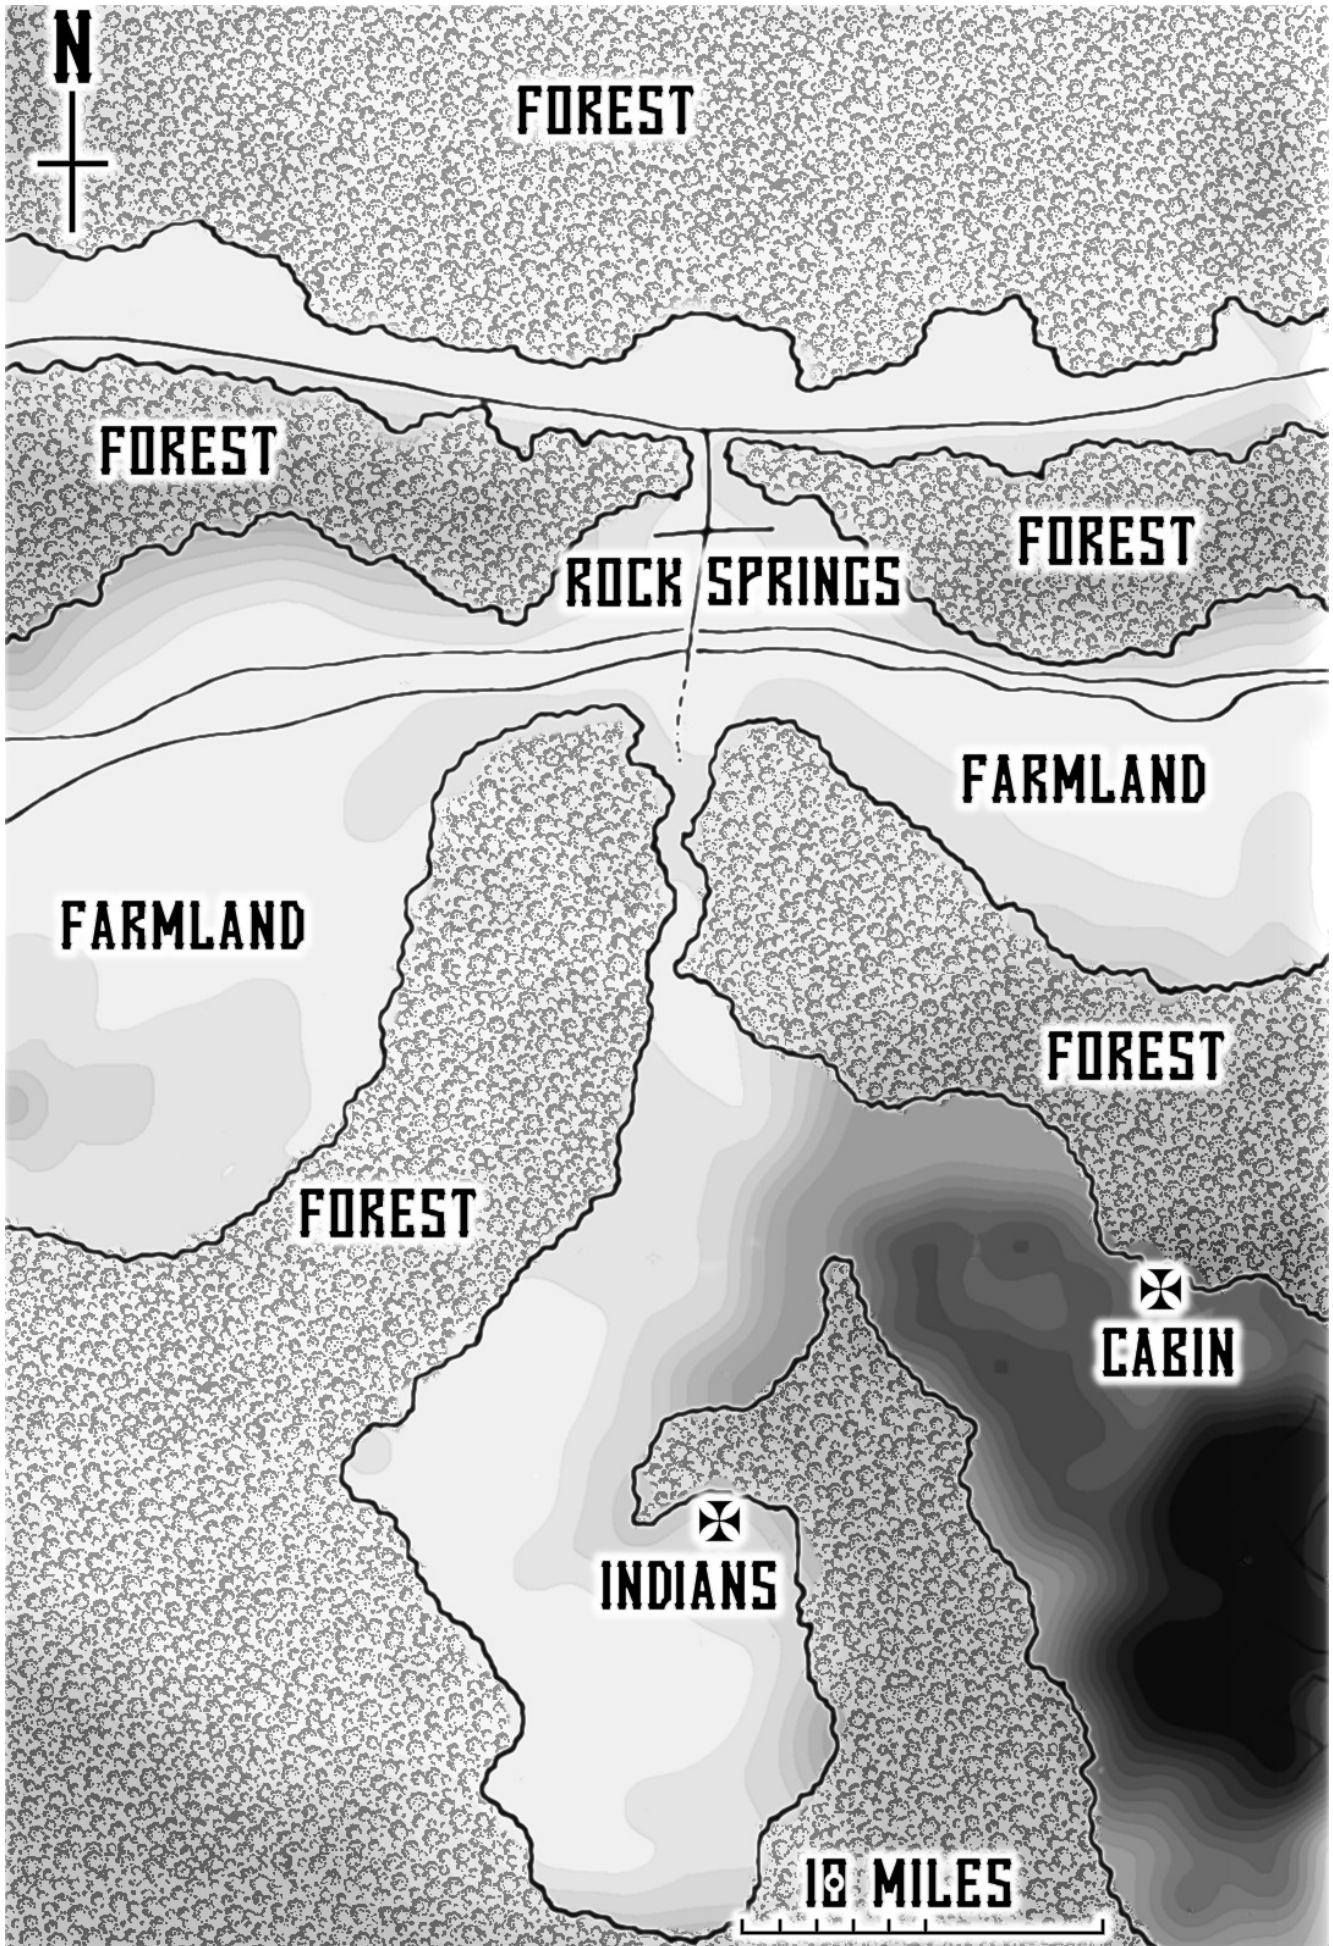 N
FOREST
FOREST
FOREST
ROCK SPRINGS
FARMLAND
FARMLAND
FOREST
FOREST
CABIN
INDIANS
10 MILES